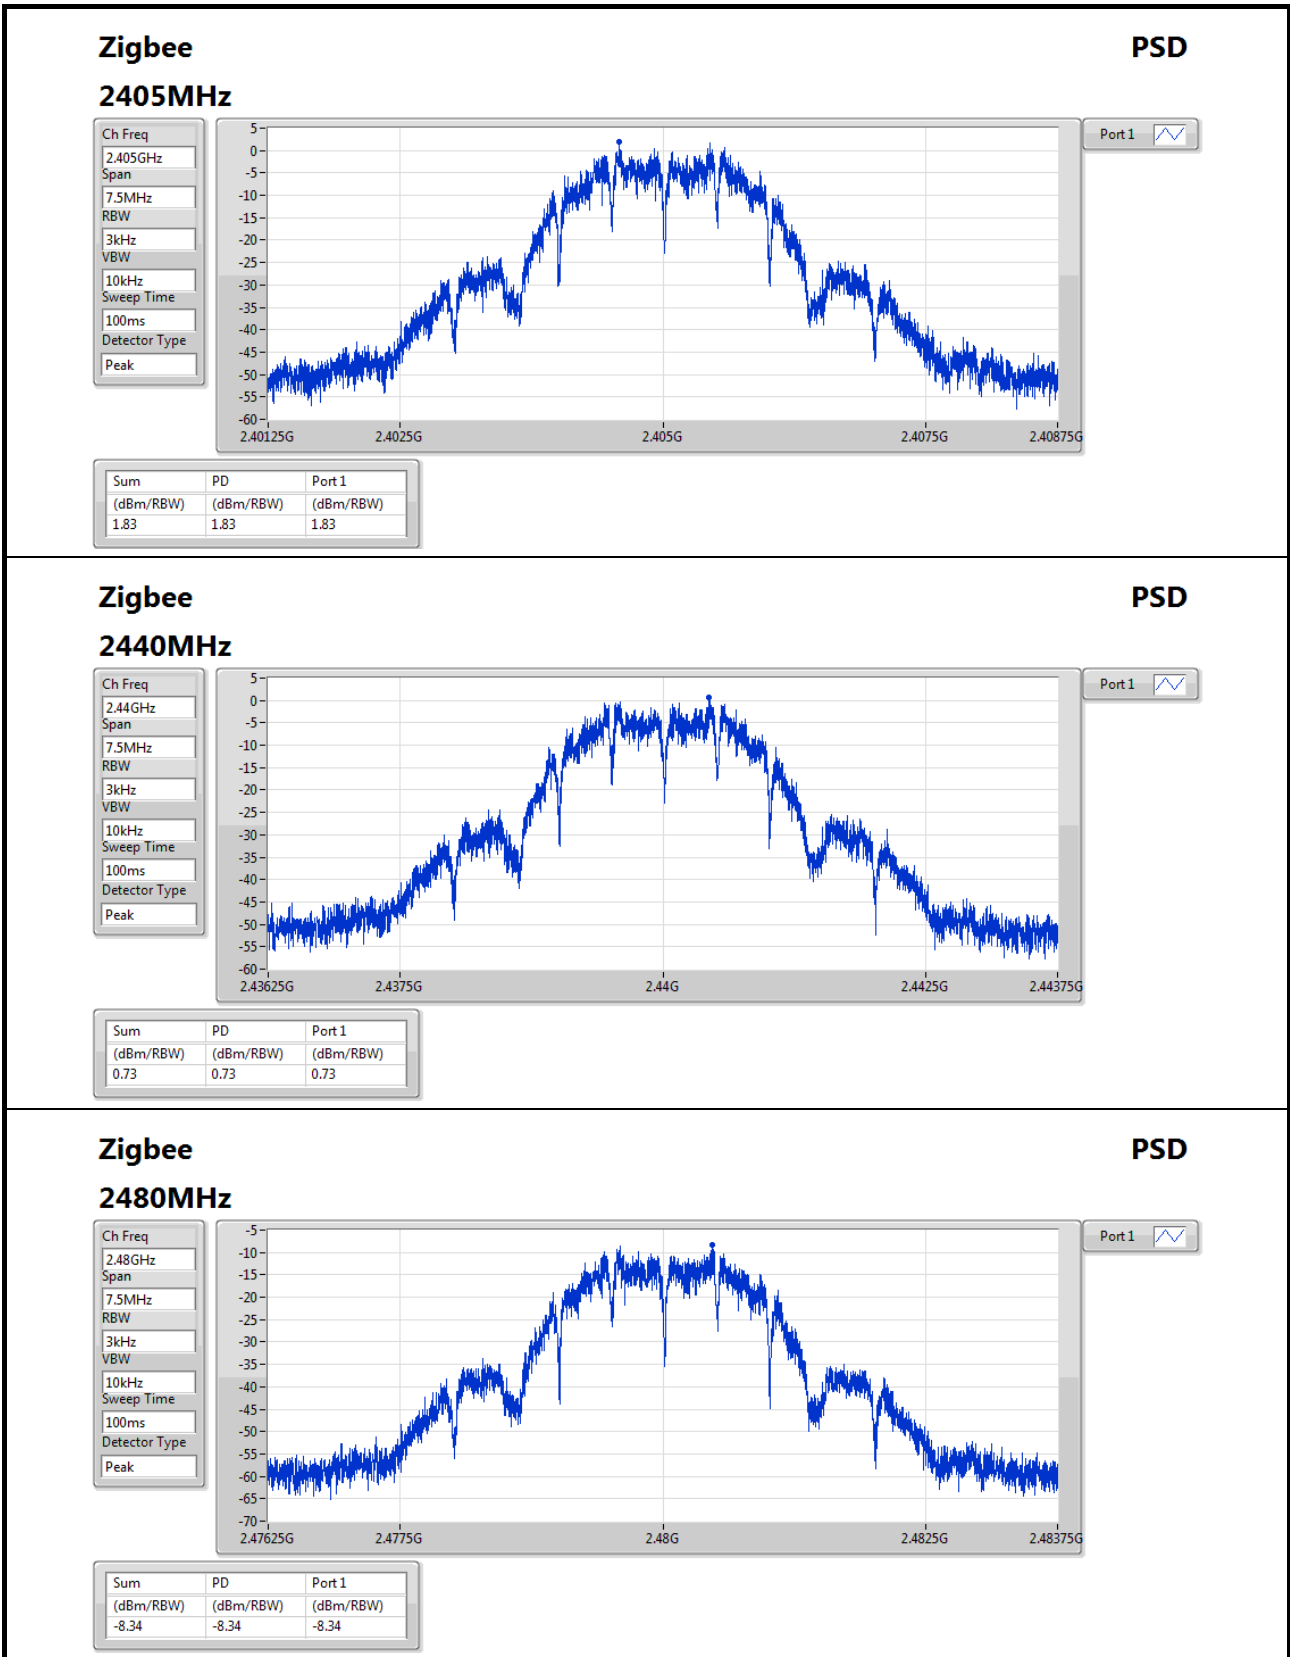 Zigbee PSD
2405MHz
Ch Freq
2.405GHz
Span
7.5MHz
RBW
3kHz
VBW
10kHz
Sweep Time
100ms
Detector Type
Peak
5
0
-5
-10
-15
-20
-25
-30
-35
-40
-45
-50
-55
-60
2.40125G 2.4025G 2.405G 2.4075G 2.40875G
Port 1
Sum PD Port 1
(dBm/RBW) (dBm/RBW) (dBm/RBW)
1.83 1.83 1.83
Zigbee PSD
2440MHz
Ch Freq
2.44GHz
Span
7.5MHz
RBW
3kHz
VBW
10kHz
Sweep Time
100ms
Detector Type
Peak
5
0
-5
-10
-15
-20
-25
-30
-35
-40
-45
-50
-55
-60
2.43625G 2.4375G 2.44G 2.4425G 2.44375G
Port 1
Sum PD Port 1
(dBm/RBW) (dBm/RBW) (dBm/RBW)
0.73 0.73 0.73
Zigbee PSD
2480MHz
Ch Freq
2.48GHz
Span
7.5MHz
RBW
3kHz
VBW
10kHz
Sweep Time
100ms
Detector Type
Peak
-5
-10
-15
-20
-25
-30
-35
-40
-45
-50
-55
-60
-65
-70
2.47625G 2.4775G 2.48G 2.4825G 2.48375G
Port 1
Sum PD Port 1
(dBm/RBW) (dBm/RBW) (dBm/RBW)
-8.34 -8.34 -8.34